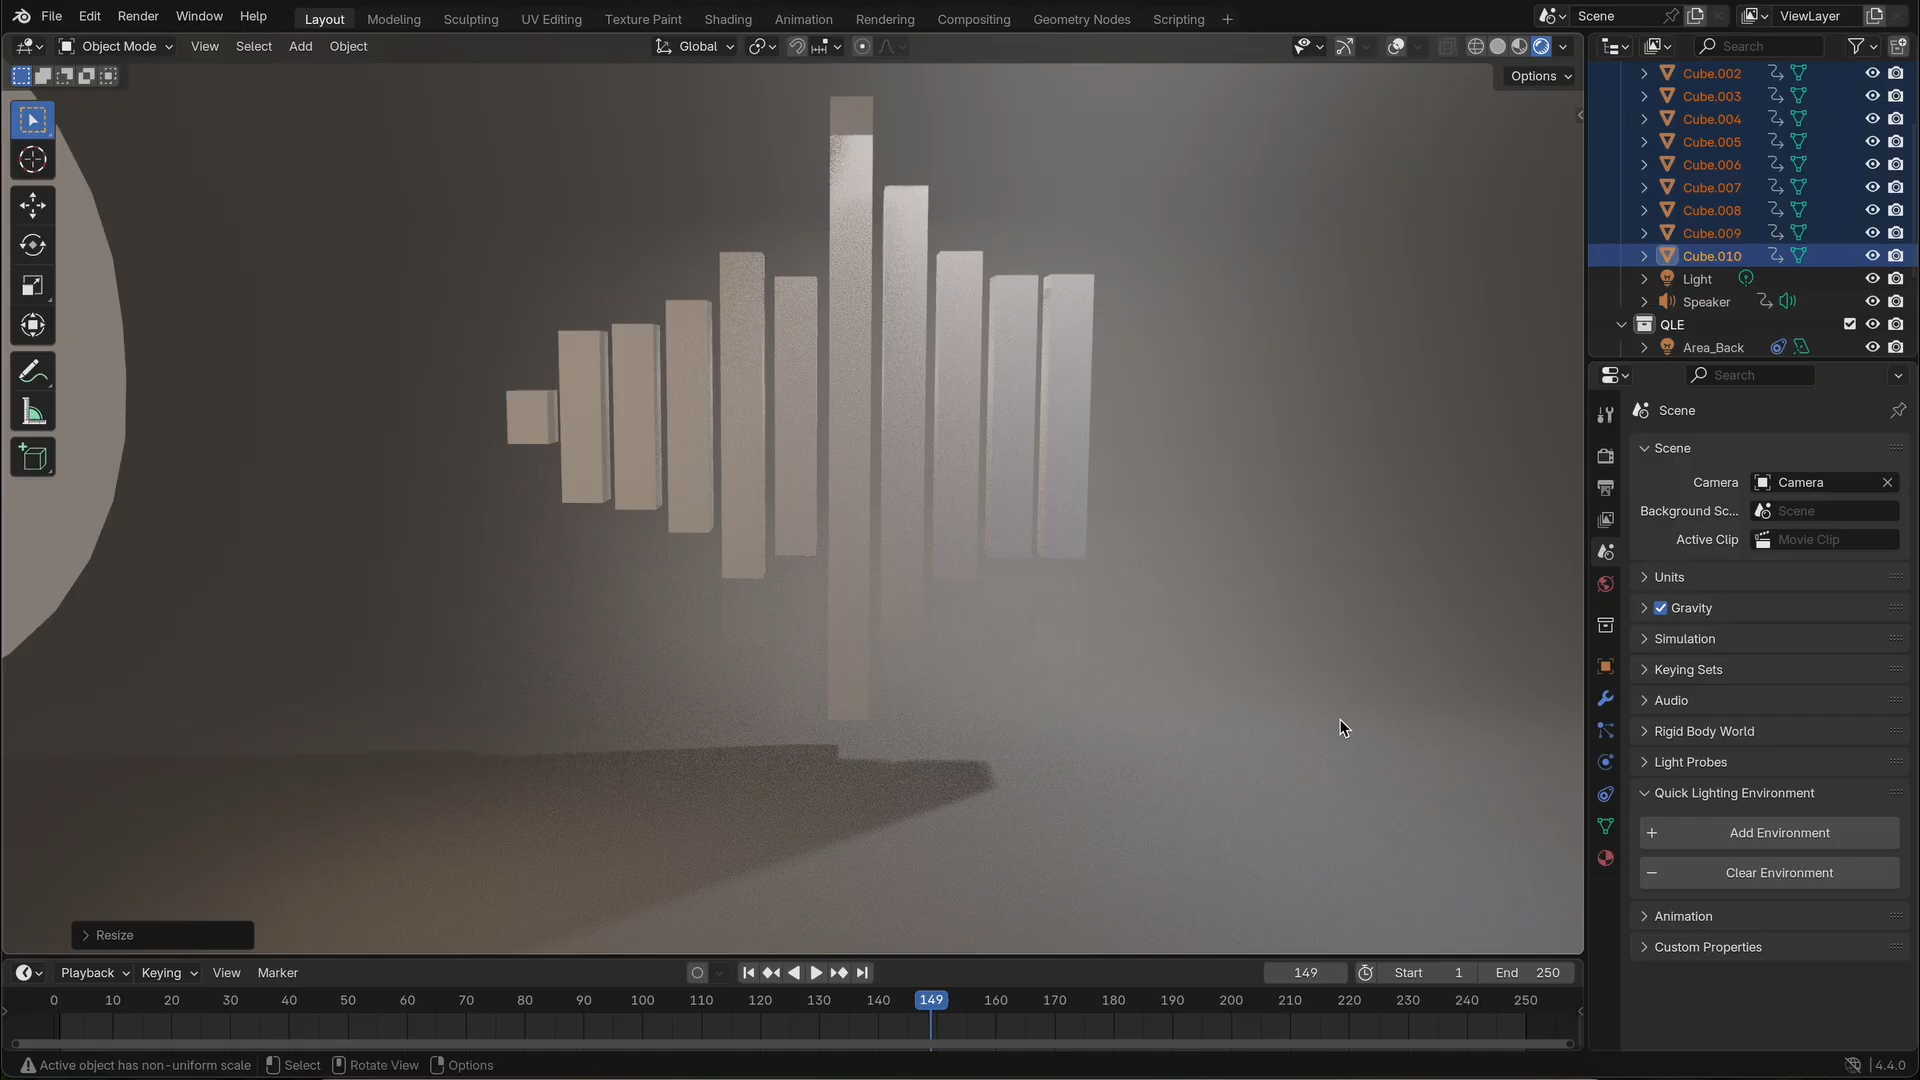 File Edit Render Window Help Layout Modeling Sculpting UV Editing Texture Paint Shading Animation Rendering Compositing Geometry Nodes Scripting + Scene ViewLayer
Object Mode View Select Add Object Global Search
Options
Cube.002
Cube.003
Cube.004
Cube.005
Cube.006
Cube.007
Cube.008
Cube.009
Cube.010
Light
Speaker
QLE
Area_Back
Search
Scene
Scene
Camera Camera
Background Sc... Scene
Active Clip Movie Clip
Units
Gravity
Simulation
Keying Sets
Audio
Rigid Body World
Light Probes
Quick Lighting Environment
+ Add Environment
− Clear Environment
Animation
Custom Properties
Resize
Playback Keying View Marker 149 Start 1 End 250
0 10 20 30 40 50 60 70 80 90 100 110 120 130 140 149 160 170 180 190 200 210 220 230 240 250
Active object has non-uniform scale Select Rotate View Options 4.4.0